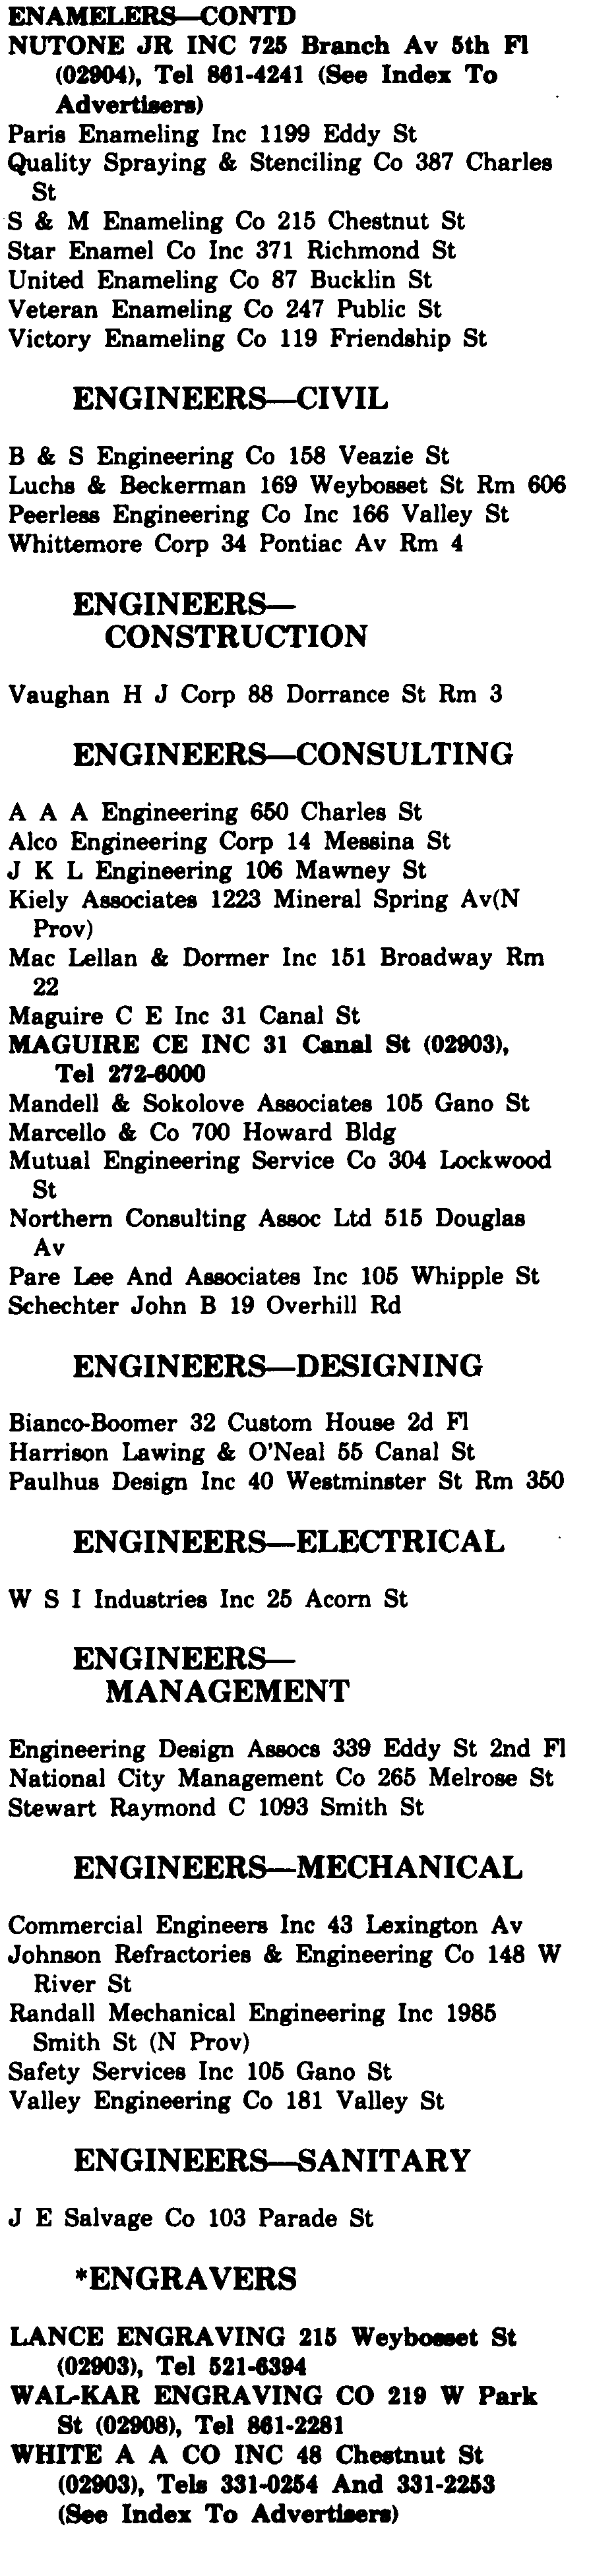 ENAMELERS—CONTD
NUTONE JR INC 725 Branch Av 5th Fl
(02904), Tel 861-4241 (See Index To
Advertisers)
Paris Enameling Inc 1199 Eddy St
Quality Spraying & Stenciling Co 387 Charles
St
S & M Enameling Co 215 Chestnut St
Star Enamel Co Inc 371 Richmond St
United Enameling Co 87 Bucklin St
Veteran Enameling Co 247 Public St
Victory Enameling Co 119 Friendship St
ENGINEERS—CIVIL
B & S Engineering Co 158 Veazie St
Luchs & Beckerman 169 Weybosset St Rm 606
Peerless Engineering Co Inc 166 Valley St
Whittemore Corp 34 Pontiac Av Rm 4
ENGINEERS—
CONSTRUCTION
Vaughan H J Corp 88 Dorrance St Rm 3
ENGINEERS—CONSULTING
A A A Engineering 650 Charles St
Alco Engineering Corp 14 Messina St
J K L Engineering 106 Mawney St
Kiely Associates 1223 Mineral Spring Av(N
Prov)
Mac Lellan & Dormer Inc 151 Broadway Rm
22
Maguire C E Inc 31 Canal St
MAGUIRE CE INC 31 Canal St (02903),
Tel 272-6000
Mandell & Sokolove Associates 105 Gano St
Marcello & Co 700 Howard Bldg
Mutual Engineering Service Co 304 Lockwood
St
Northern Consulting Assoc Ltd 515 Douglas
Av
Pare Lee And Associates Inc 105 Whipple St
Schechter John B 19 Overhill Rd
ENGINEERS—DESIGNING
Bianco-Boomer 32 Custom House 2d Fl
Harrison Lawing & O'Neal 55 Canal St
Paulhus Design Inc 40 Westminster St Rm 350
ENGINEERS—ELECTRICAL
W S I Industries Inc 25 Acorn St
ENGINEERS—
MANAGEMENT
Engineering Design Assocs 339 Eddy St 2nd Fl
National City Management Co 265 Melrose St
Stewart Raymond C 1093 Smith St
ENGINEERS—MECHANICAL
Commercial Engineers Inc 43 Lexington Av
Johnson Refractories & Engineering Co 148 W
River St
Randall Mechanical Engineering Inc 1985
Smith St (N Prov)
Safety Services Inc 105 Gano St
Valley Engineering Co 181 Valley St
ENGINEERS—SANITARY
J E Salvage Co 103 Parade St
*ENGRAVERS
LANCE ENGRAVING 215 Weybosset St
(02903), Tel 521-6394
WAL-KAR ENGRAVING CO 219 W Park
St (02908), Tel 861-2281
WHITE A A CO INC 48 Chestnut St
(02903), Tels 331-0254 And 331-2253
(See Index To Advertisers)